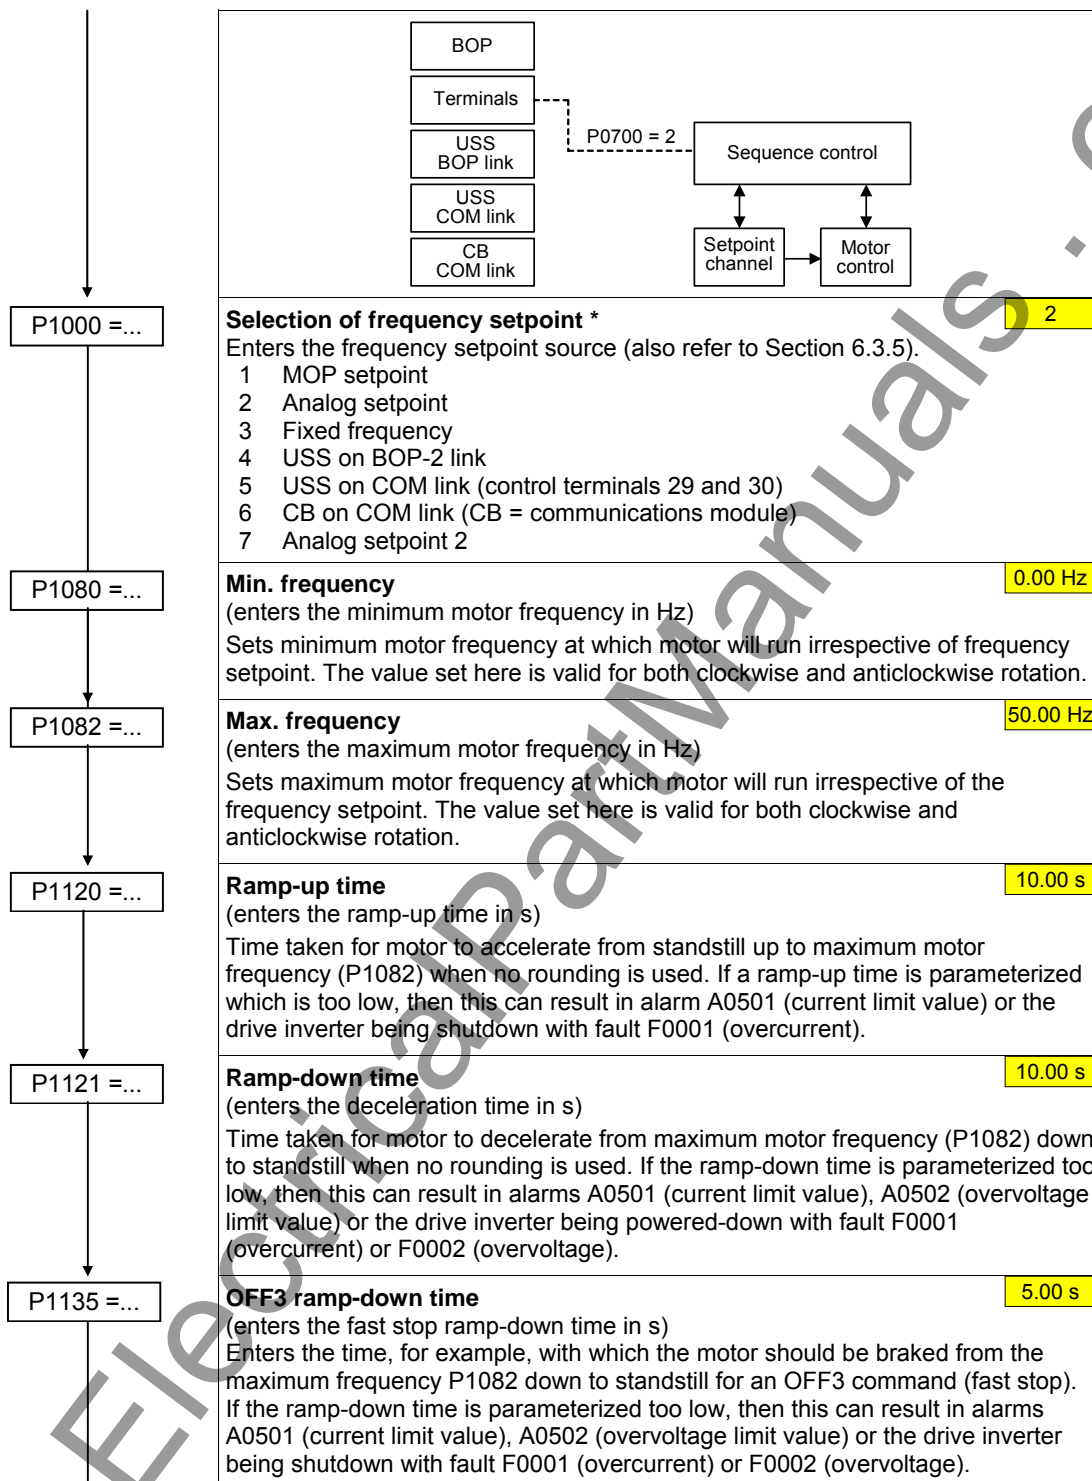 BOP
Terminals
P0700 = 2
USS
BOP link
Sequence control
USS
COM link
CB
COM link
Setpoint
channel
Motor
control
P1000 =...
Selection of frequency setpoint *
2
Enters the frequency setpoint source (also refer to Section 6.3.5).
1 MOP setpoint
2 Analog setpoint
3 Fixed frequency
4 USS on BOP-2 link
5 USS on COM link (control terminals 29 and 30)
6 CB on COM link (CB = communications module)
7 Analog setpoint 2
P1080 =...
Min. frequency
0.00 Hz
(enters the minimum motor frequency in Hz)
Sets minimum motor frequency at which motor will run irrespective of frequency
setpoint. The value set here is valid for both clockwise and anticlockwise rotation.
P1082 =...
Max. frequency
50.00 Hz
(enters the maximum motor frequency in Hz)
Sets maximum motor frequency at which motor will run irrespective of the
frequency setpoint. The value set here is valid for both clockwise and
anticlockwise rotation.
P1120 =...
Ramp-up time
10.00 s
(enters the ramp-up time in s)
Time taken for motor to accelerate from standstill up to maximum motor
frequency (P1082) when no rounding is used. If a ramp-up time is parameterized
which is too low, then this can result in alarm A0501 (current limit value) or the
drive inverter being shutdown with fault F0001 (overcurrent).
P1121 =...
Ramp-down time
10.00 s
(enters the deceleration time in s)
Time taken for motor to decelerate from maximum motor frequency (P1082) down
to standstill when no rounding is used. If the ramp-down time is parameterized too
low, then this can result in alarms A0501 (current limit value), A0502 (overvoltage
limit value) or the drive inverter being powered-down with fault F0001
(overcurrent) or F0002 (overvoltage).
P1135 =...
OFF3 ramp-down time
5.00 s
(enters the fast stop ramp-down time in s)
Enters the time, for example, with which the motor should be braked from the
maximum frequency P1082 down to standstill for an OFF3 command (fast stop).
If the ramp-down time is parameterized too low, then this can result in alarms
A0501 (current limit value), A0502 (overvoltage limit value) or the drive inverter
being shutdown with fault F0001 (overcurrent) or F0002 (overvoltage).
ElectricalPartManuals .